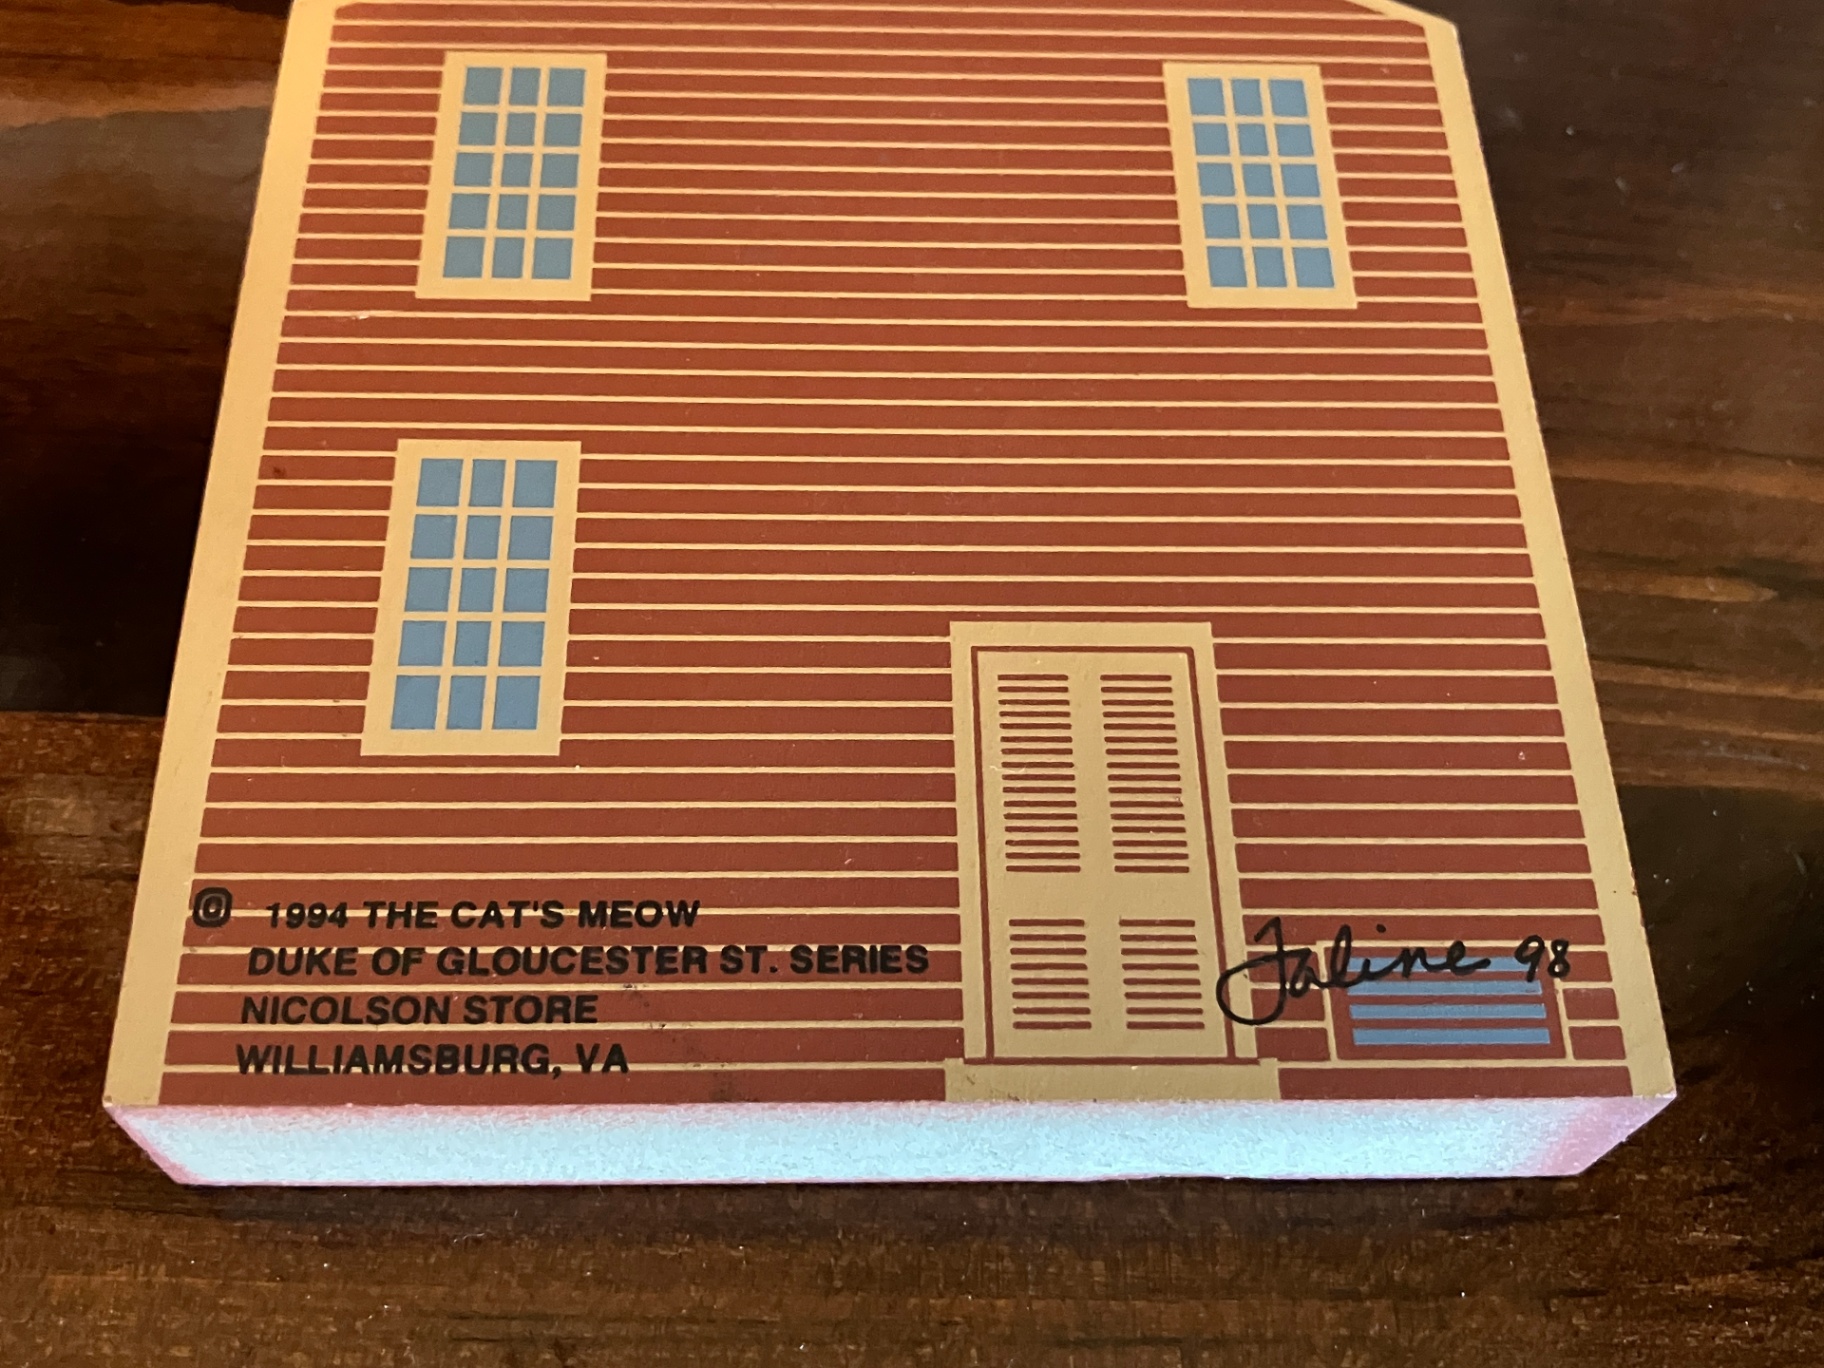 © 1994 THE CAT'S MEOW
DUKE OF GLOUCESTER ST. SERIES
NICOLSON STORE
WILLIAMSBURG, VA
Faline 98